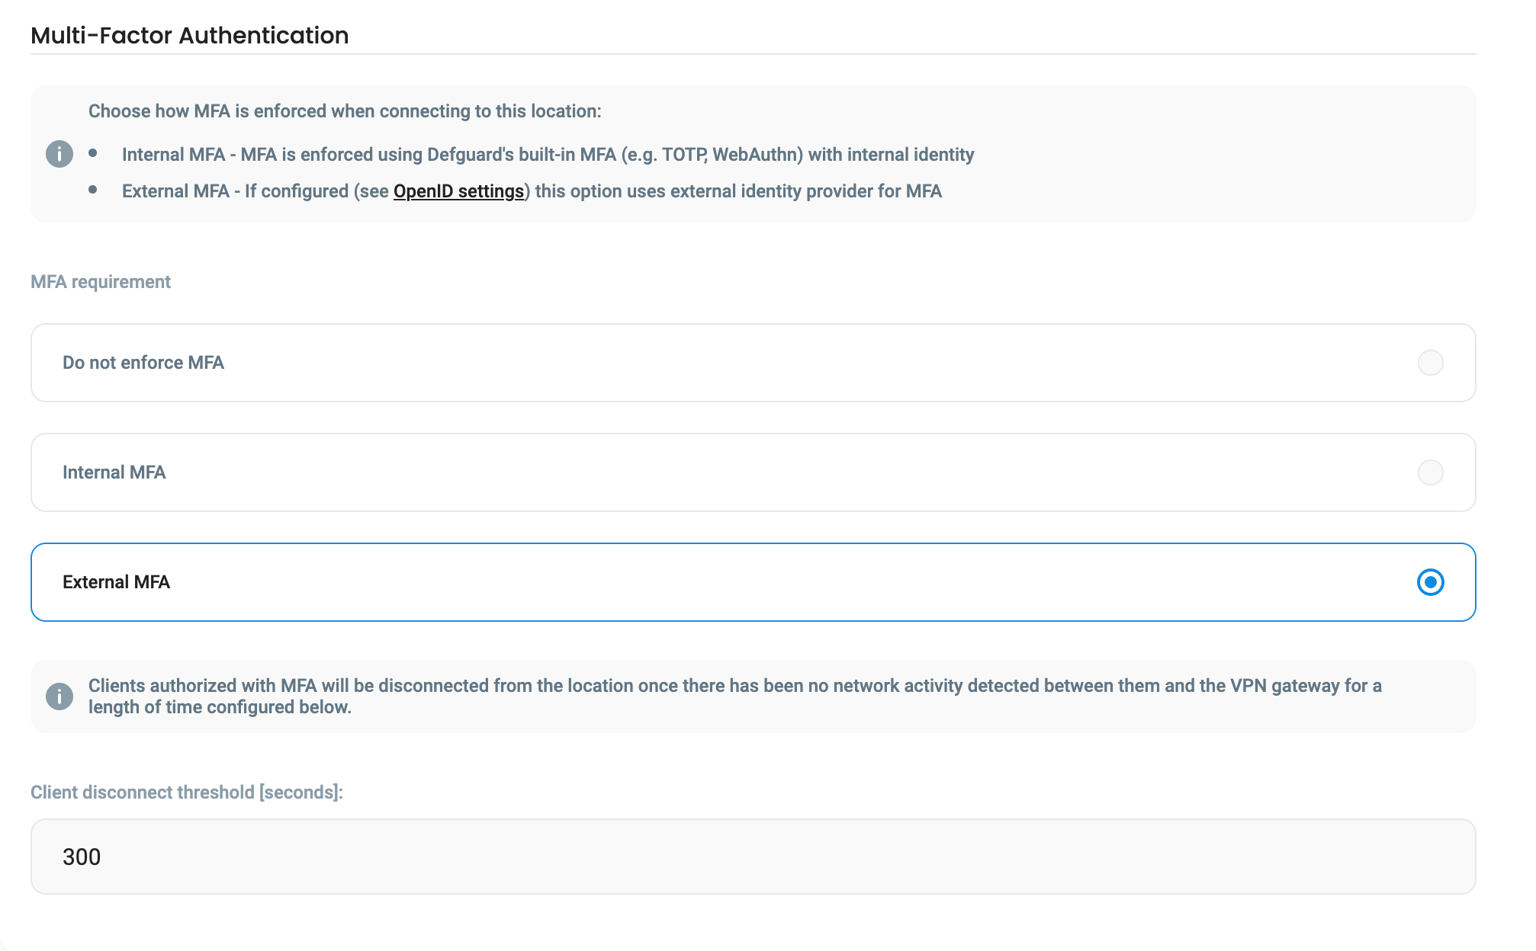 Multi-Factor Authentication
Choose how MFA is enforced when connecting to this location:
• Internal MFA - MFA is enforced using Defguard's built-in MFA (e.g. TOTP, WebAuthn) with internal identity
• External MFA - If configured (see OpenID settings) this option uses external identity provider for MFA
MFA requirement
Do not enforce MFA
Internal MFA
External MFA
Clients authorized with MFA will be disconnected from the location once there has been no network activity detected between them and the VPN gateway for a
length of time configured below.
Client disconnect threshold [seconds]:
300